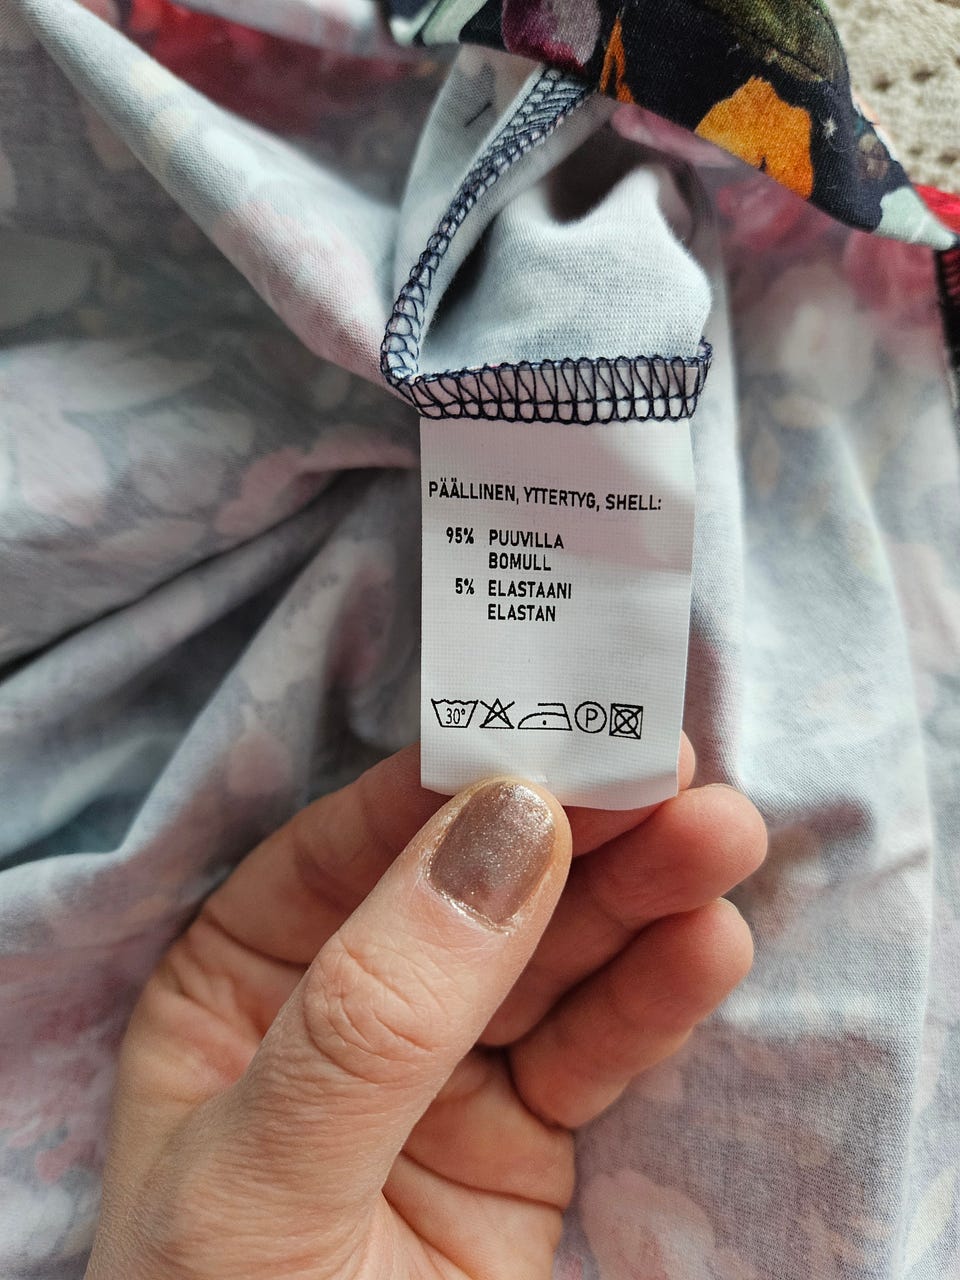 PÄÄLLINEN, YTTERTYG, SHELL:
95% PUUVILLA
BOMULL
5% ELASTAANI
ELASTAN
30° P